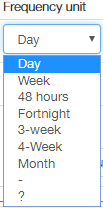 Frequency unit
Day
Day
Week
48 hours
Fortnight
3-week
4-Week
Month
-
?